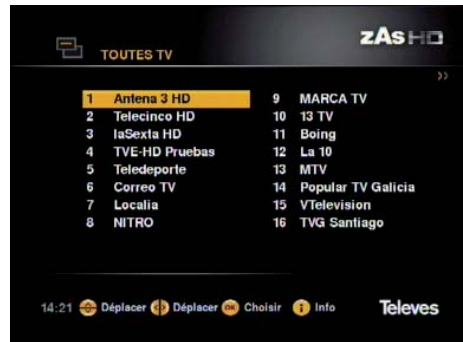 zAs HD
TOUTES TV
>>
1 Antena 3 HD
2 Telecinco HD
3 laSexta HD
4 TVE-HD Pruebas
5 Teledeporte
6 Correo TV
7 Localia
8 NITRO
9 MARCA TV
10 13 TV
11 Boing
12 La 10
13 MTV
14 Popular TV Galicia
15 VTelevision
16 TVG Santiago
14:21 Déplacer Déplacer OK Choisir i Info Televes